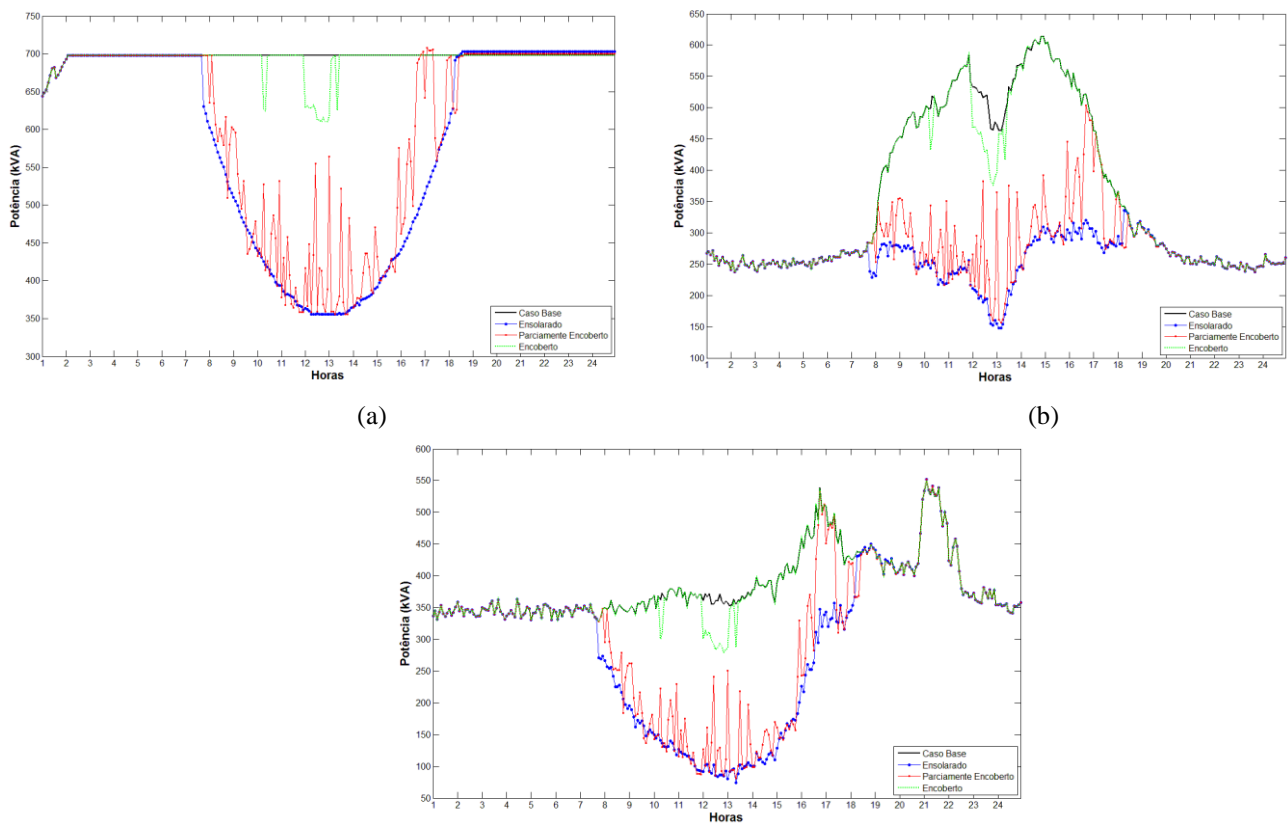 750
700
650
600
550
500
450
400
350
300
Potência (kVA)
1 2 3 4 5 6 7 8 9 10 11 12 13 14 15 16 17 18 19 20 21 22 23 24
Horas
Caso Base
Ensolarado
Parciamente Encoberto
Encoberto
(a)
650
600
550
500
450
400
350
300
250
200
150
100
Potência (kVA)
1 2 3 4 5 6 7 8 9 10 11 12 13 14 15 16 17 18 19 20 21 22 23 24
Horas
Caso Base
Ensolarado
Parciamente Encoberto
Encoberto
(b)
600
550
500
450
400
350
300
250
200
150
100
50
Potência (kVA)
1 2 3 4 5 6 7 8 9 10 11 12 13 14 15 16 17 18 19 20 21 22 23 24
Horas
Caso Base
Ensolarado
Parciamente Encoberto
Encoberto